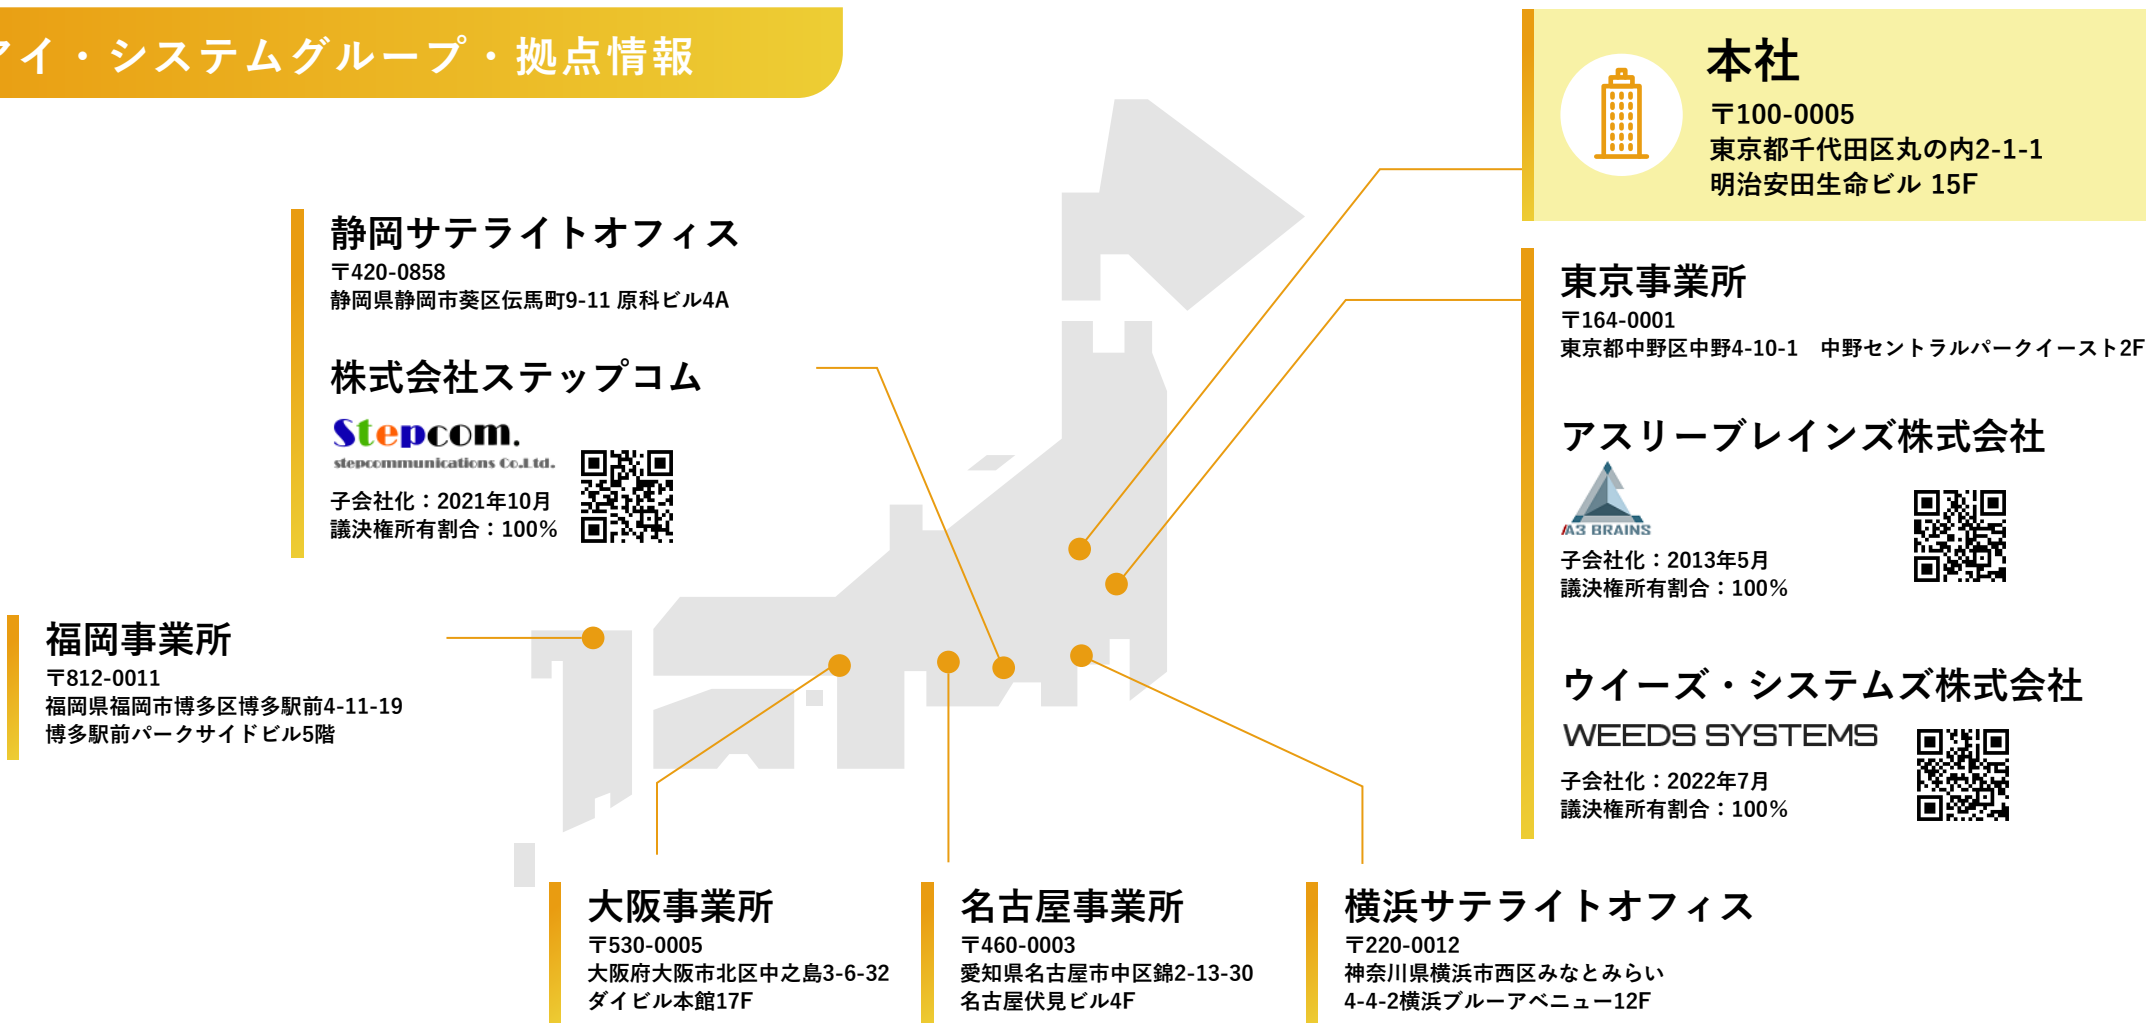 アイ・システムグループ・拠点情報
本社
〒100-0005
東京都千代田区丸の内2-1-1
明治安田生命ビル 15F
静岡サテライトオフィス
〒420-0858
静岡県静岡市葵区伝馬町9-11 原科ビル4A
株式会社ステップコム
Stepcom.
stepcommunications Co.Ltd.
子会社化：2021年10月
議決権所有割合：100%
東京事業所
〒164-0001
東京都中野区中野4-10-1　中野セントラルパークイースト2F
アスリーブレインズ株式会社
A3 BRAINS
子会社化：2013年5月
議決権所有割合：100%
ウイーズ・システムズ株式会社
WEEDS SYSTEMS
子会社化：2022年7月
議決権所有割合：100%
福岡事業所
〒812-0011
福岡県福岡市博多区博多駅前4-11-19
博多駅前パークサイドビル5階
大阪事業所
〒530-0005
大阪府大阪市北区中之島3-6-32
ダイビル本館17F
名古屋事業所
〒460-0003
愛知県名古屋市中区錦2-13-30
名古屋伏見ビル4F
横浜サテライトオフィス
〒220-0012
神奈川県横浜市西区みなとみらい
4-4-2横浜ブルーアベニュー12F